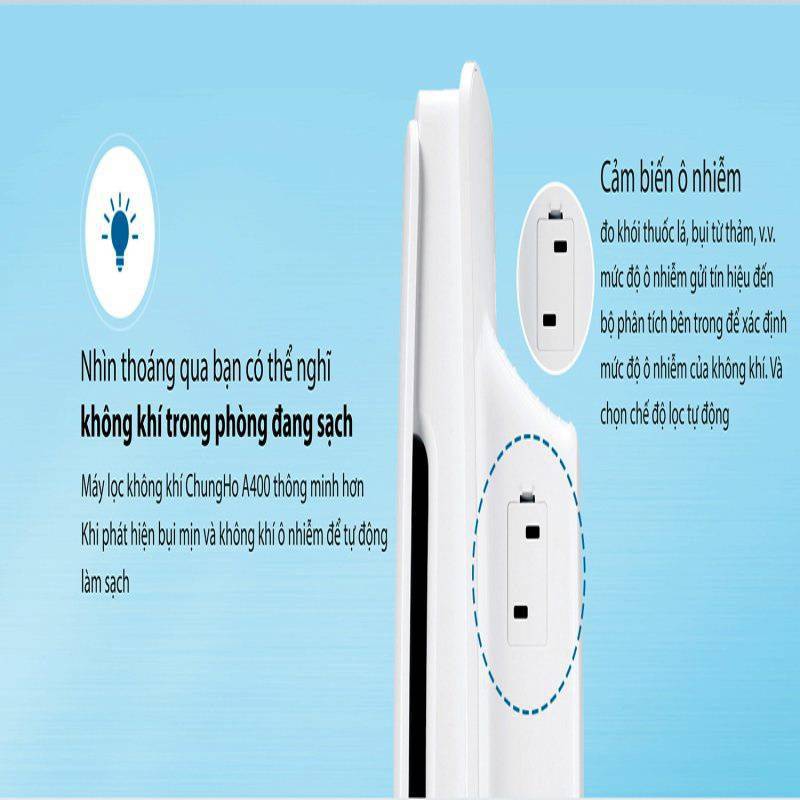 Nhìn thoáng qua bạn có thể nghĩ
không khí trong phòng đang sạch
Máy lọc không khí ChungHo A400 thông minh hơn
Khi phát hiện bụi mịn và không khí ô nhiễm để tự động
làm sạch
Cảm biến ô nhiễm
đo khói thuốc lá, bụi từ thảm, v.v.
mức độ ô nhiễm gửi tín hiệu đến
bộ phân tích bên trong để xác định
mức độ ô nhiễm của không khí. Và
chọn chế độ lọc tự động